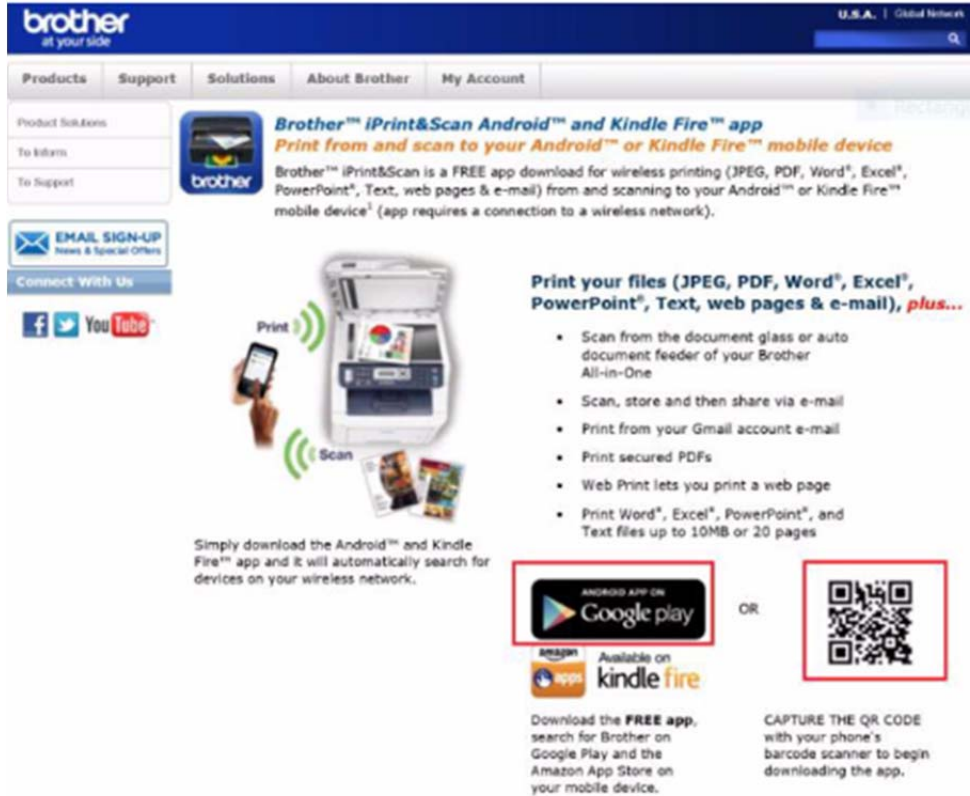 brother
at your side
U.S.A. | Global Network
Products Support Solutions About Brother My Account
Product Solutions
To Inform
To Support
EMAIL SIGN-UP
News & Special Offers
Connect With Us
f You Tube
brother
Brother™ iPrint&Scan Android™ and Kindle Fire™ app
Print from and scan to your Android™ or Kindle Fire™ mobile device
Brother™ iPrint&Scan is a FREE app download for wireless printing (JPEG, PDF, Word®, Excel®,
PowerPoint®, Text, web pages & e-mail) from and scanning to your Android™ or Kindle Fire™
mobile device¹ (app requires a connection to a wireless network).
Print
Scan
Simply download the Android™ and Kindle
Fire™ app and it will automatically search for
devices on your wireless network.
Print your files (JPEG, PDF, Word®, Excel®,
PowerPoint®, Text, web pages & e-mail), plus...
• Scan from the document glass or auto
document feeder of your Brother
All-in-One
• Scan, store and then share via e-mail
• Print from your Gmail account e-mail
• Print secured PDFs
• Web Print lets you print a web page
• Print Word®, Excel®, PowerPoint®, and
Text files up to 10MB or 20 pages
ANDROID APP ON
Google play
OR
amazon
apps
Available on
kindle fire
Download the FREE app,
search for Brother on
Google Play and the
Amazon App Store on
your mobile device.
CAPTURE THE QR CODE
with your phone's
barcode scanner to begin
downloading the app.